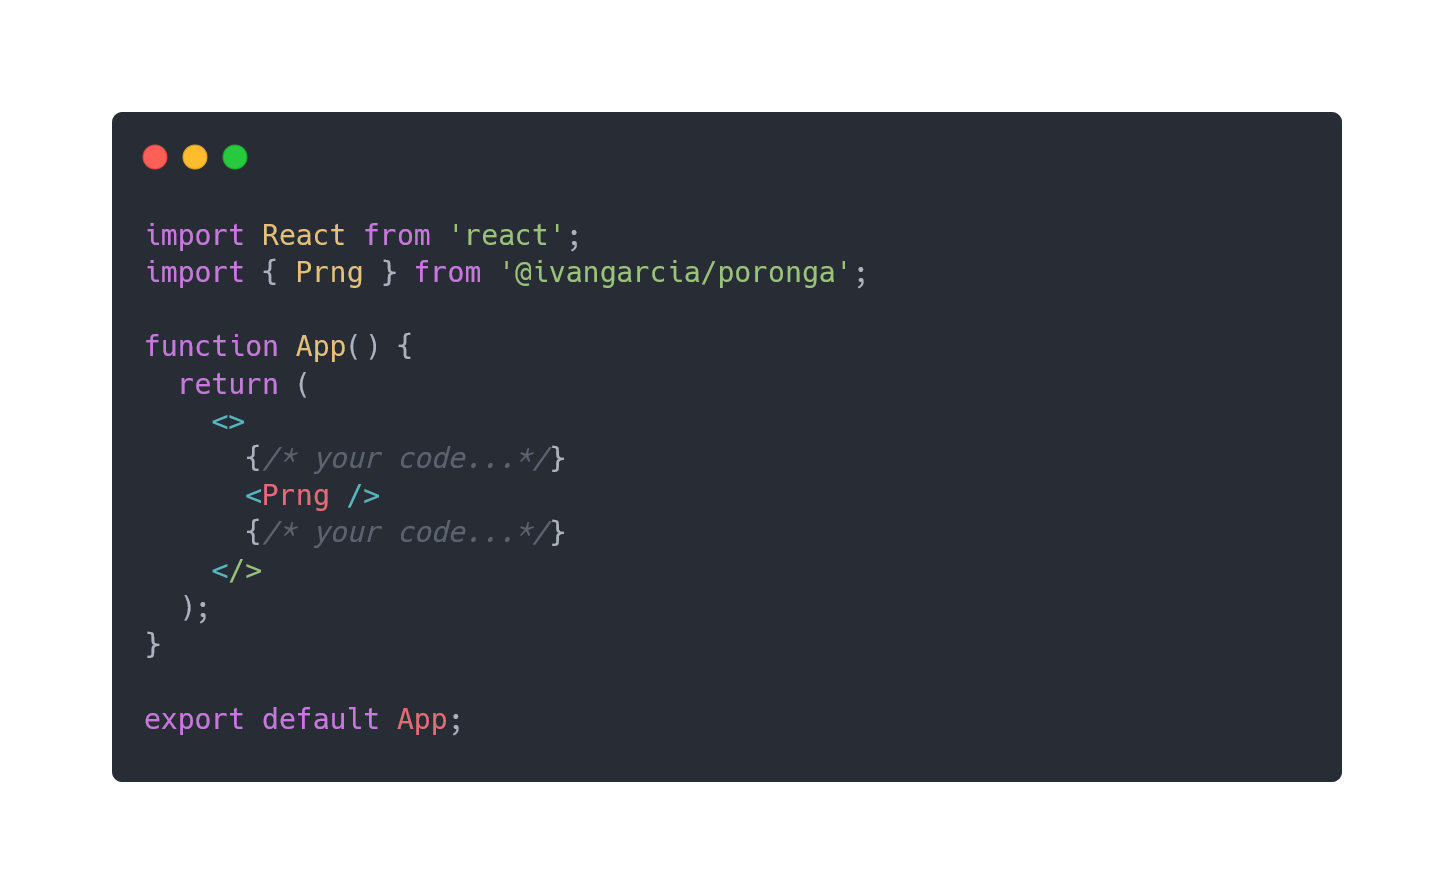 import React from 'react';
import { Prng } from '@ivangarcia/poronga';

function App() {
  return (
    <>
      {/* your code...*/}
      <Prng />
      {/* your code...*/}
    </>
  );
}

export default App;